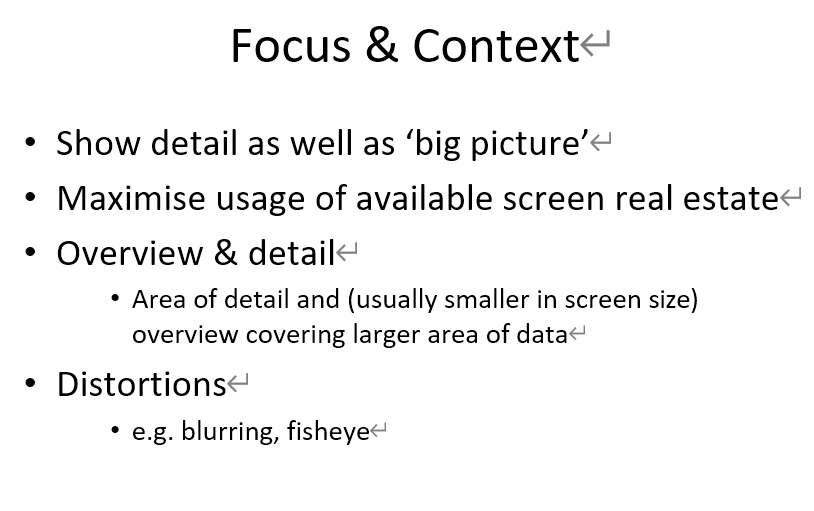 Focus & Context↵
• Show detail as well as ‘big picture’↵
• Maximise usage of available screen real estate↵
• Overview & detail↵
• Area of detail and (usually smaller in screen size)
overview covering larger area of data↵
• Distortions↵
• e.g. blurring, fisheye↵